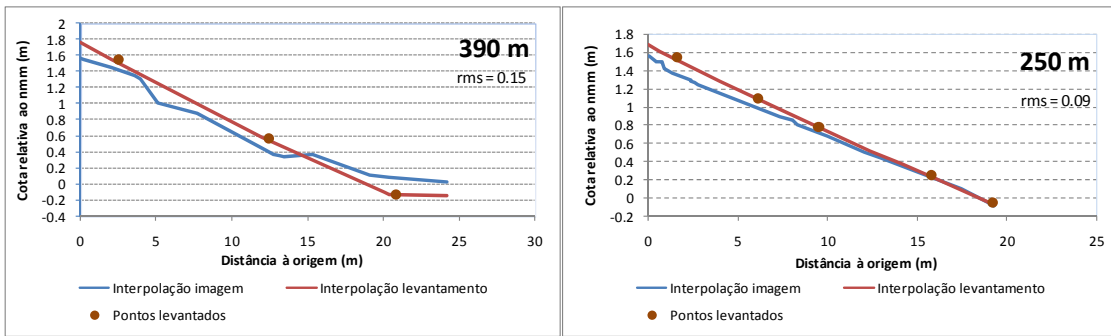 Cota relativa ao nmm (m)
2
1.8
1.6
1.4
1.2
1
0.8
0.6
0.4
0.2
0
-0.2
-0.4
390 m
rms = 0.15
0 5 10 15 20 25 30
Distância à origem (m)
Interpolação imagem Interpolação levantamento
Pontos levantados
Cota relativa ao nmm (m)
1.8
1.6
1.4
1.2
1
0.8
0.6
0.4
0.2
0
-0.2
250 m
rms = 0.09
0 5 10 15 20 25
Distância à origem (m)
Interpolação imagem Interpolação levantamento
Pontos levantados